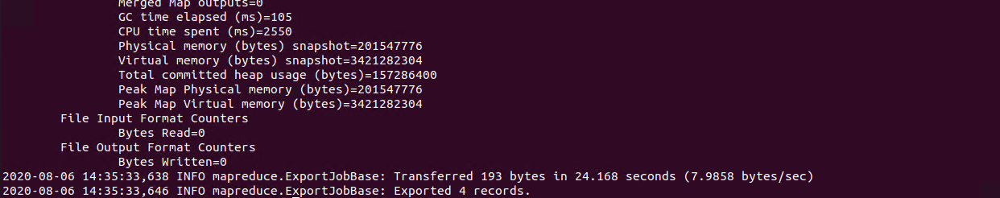 Merged Map outputs=0
GC time elapsed (ms)=105
CPU time spent (ms)=2550
Physical memory (bytes) snapshot=201547776
Virtual memory (bytes) snapshot=3421282304
Total committed heap usage (bytes)=157286400
Peak Map Physical memory (bytes)=201547776
Peak Map Virtual memory (bytes)=3421282304
File Input Format Counters
Bytes Read=0
File Output Format Counters
Bytes Written=0
2020-08-06 14:35:33,638 INFO mapreduce.ExportJobBase: Transferred 193 bytes in 24.168 seconds (7.9858 bytes/sec)
2020-08-06 14:35:33,646 INFO mapreduce.ExportJobBase: Exported 4 records.